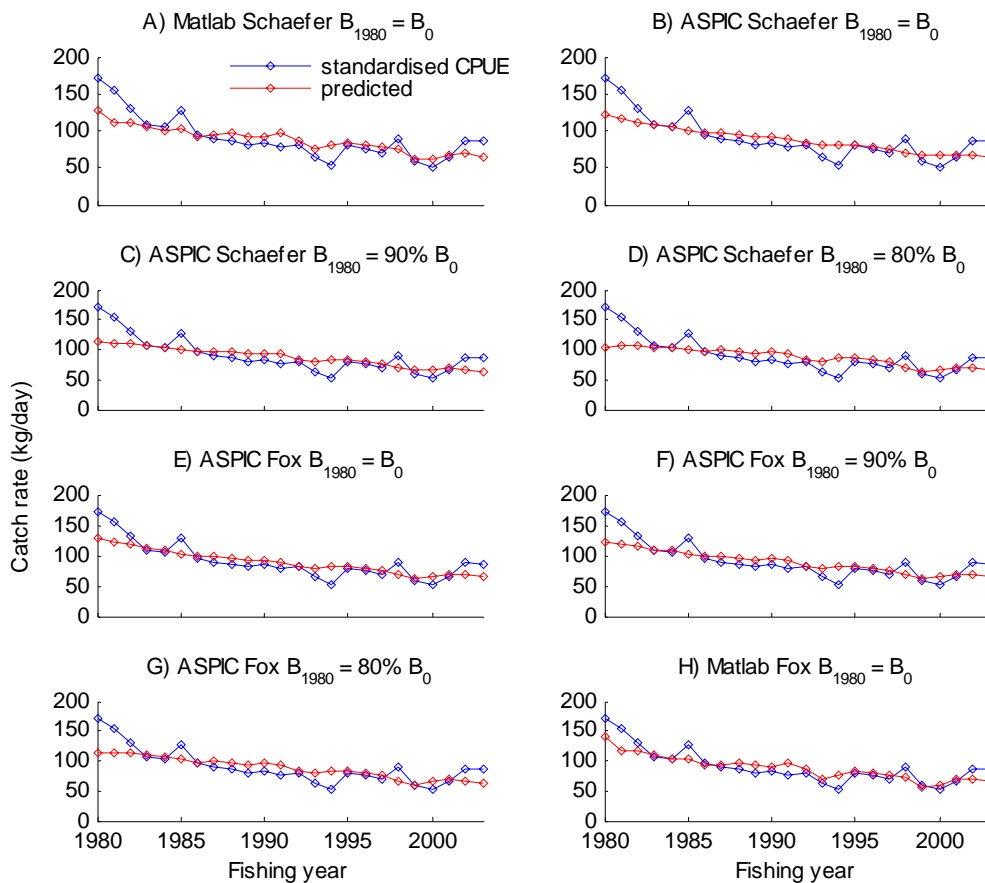 A) Matlab Schaefer B1980 = B0
B) ASPIC Schaefer B1980 = B0
200
150
100
50
0
standardised CPUE
predicted
200
150
100
50
0
C) ASPIC Schaefer B1980 = 90% B0
D) ASPIC Schaefer B1980 = 80% B0
200
150
100
50
0
200
150
100
50
0
Catch rate (kg/day)
E) ASPIC Fox B1980 = B0
F) ASPIC Fox B1980 = 90% B0
200
150
100
50
0
200
150
100
50
0
G) ASPIC Fox B1980 = 80% B0
H) Matlab Fox B1980 = B0
200
150
100
50
0
200
150
100
50
0
1980 1985 1990 1995 2000
1980 1985 1990 1995 2000
Fishing year
Fishing year